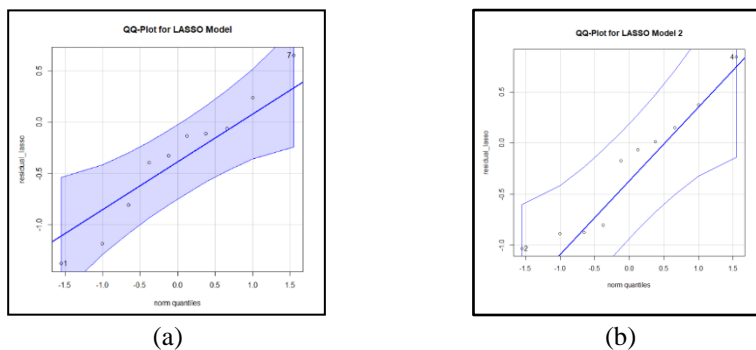 QQ-Plot for LASSO Model
residual_lasso
0.5
0.0
-0.5
-1.0
7
1
-1.5 -1.0 -0.5 0.0 0.5 1.0 1.5
norm quantiles
(a)
QQ-Plot for LASSO Model 2
residual_lasso
0.5
0.0
-0.5
-1.0
4
2
-1.5 -1.0 -0.5 0.0 0.5 1.0 1.5
norm quantiles
(b)